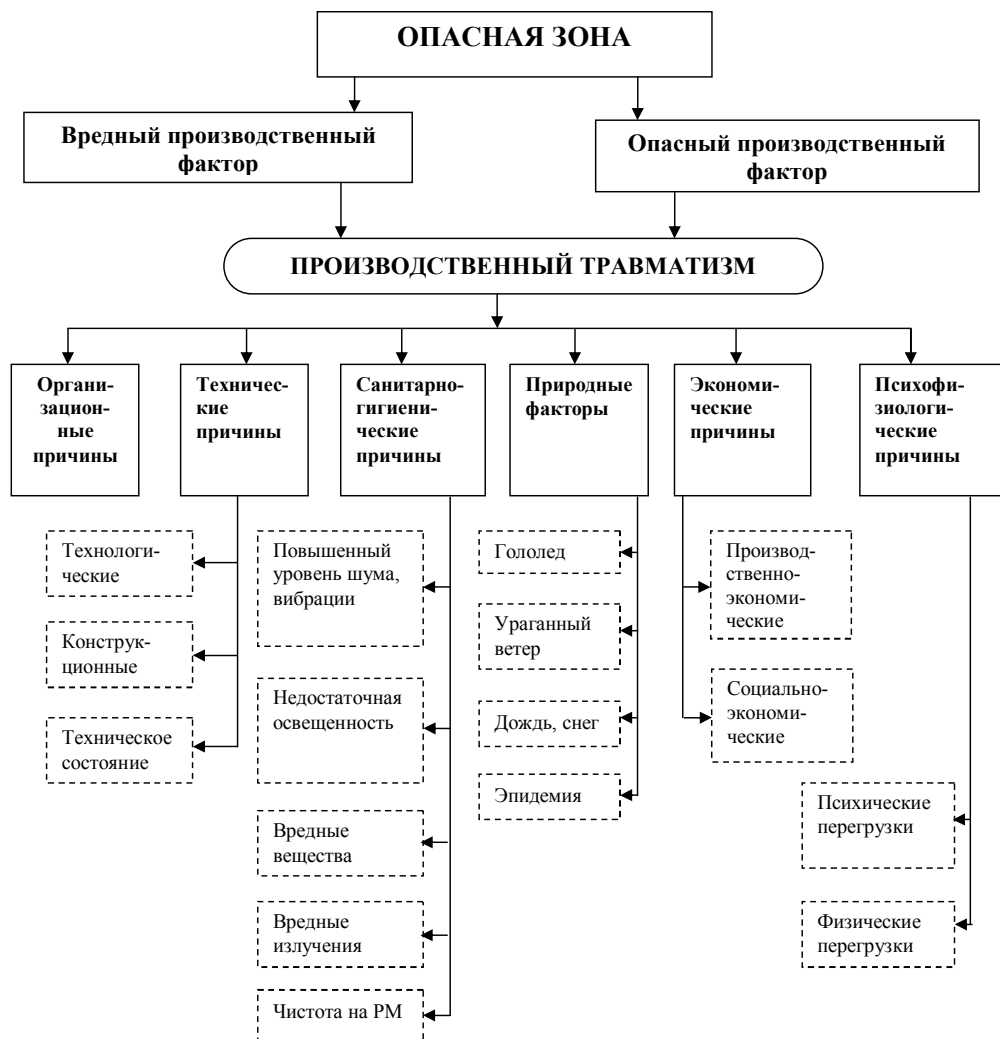 ОПАСНАЯ ЗОНА
Вредный производственный
фактор
Опасный производственный
фактор
ПРОИЗВОДСТВЕННЫЙ ТРАВМАТИЗМ
Органи-
зацион-
ные
причины
Техничес-
кие
причины
Санитарно-
гигиени-
ческие
причины
Природные
факторы
Экономи-
ческие
причины
Психофи-
зиологи-
ческие
причины
Технологи-
ческие
Конструк-
ционные
Техническое
состояние
Повышенный
уровень шума,
вибрации
Недостаточная
освещенность
Вредные
вещества
Вредные
излучения
Чистота на РМ
Гололед
Ураганный
ветер
Дождь, снег
Эпидемия
Производ-
ственно-
экономи-
ческие
Социально-
экономи-
ческие
Психические
перегрузки
Физические
перегрузки